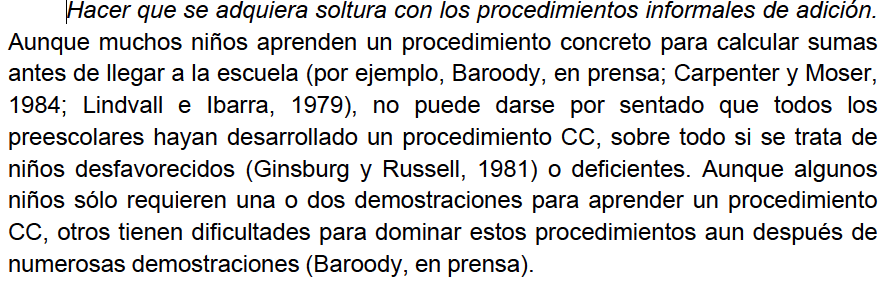 Hacer que se adquiera soltura con los procedimientos informales de adición.
Aunque muchos niños aprenden un procedimiento concreto para calcular sumas
antes de llegar a la escuela (por ejemplo, Baroody, en prensa; Carpenter y Moser,
1984; Lindvall e Ibarra, 1979), no puede darse por sentado que todos los
preescolares hayan desarrollado un procedimiento CC, sobre todo si se trata de
niños desfavorecidos (Ginsburg y Russell, 1981) o deficientes. Aunque algunos
niños sólo requieren una o dos demostraciones para aprender un procedimiento
CC, otros tienen dificultades para dominar estos procedimientos aun después de
numerosas demostraciones (Baroody, en prensa).